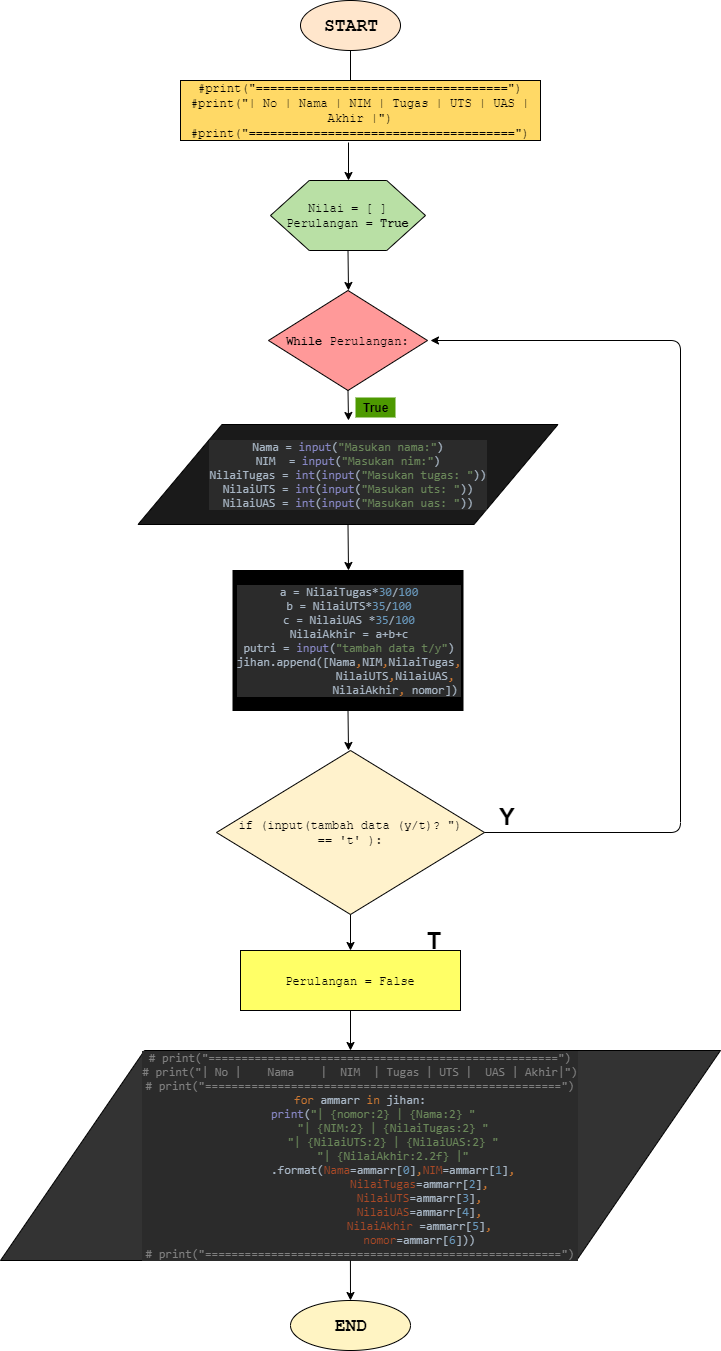 START
#print("===================================")
#print("| No | Nama | NIM | Tugas | UTS | UAS |
Akhir |")
#print("=====================================")
Nilai = [ ]
Perulangan = True
While Perulangan:
True
Nama = input("Masukan nama:")
NIM  = input("Masukan nim:")
NilaiTugas = int(input("Masukan tugas: "))
NilaiUTS = int(input("Masukan uts: "))
NilaiUAS = int(input("Masukan uas: "))
a = NilaiTugas*30/100
b = NilaiUTS*35/100
c = NilaiUAS *35/100
NilaiAkhir = a+b+c
putri = input("tambah data t/y")
jihan.append([Nama,NIM,NilaiTugas,
NilaiUTS,NilaiUAS,
NilaiAkhir, nomor])
if (input(tambah data (y/t)? ")
== 't' ):
Y
T
Perulangan = False
# print("=====================================================")
# print("| No |    Nama    |  NIM  | Tugas | UTS |  UAS | Akhir|")
# print("======================================================")
for ammarr in jihan:
print("| {nomor:2} | {Nama:2} "
"| {NIM:2} | {NilaiTugas:2} "
"| {NilaiUTS:2} | {NilaiUAS:2} "
"| {NilaiAkhir:2.2f} |"
.format(Nama=ammarr[0],NIM=ammarr[1],
NilaiTugas=ammarr[2],
NilaiUTS=ammarr[3],
NilaiUAS=ammarr[4],
NilaiAkhir =ammarr[5],
nomor=ammarr[6]))
# print("======================================================")
END